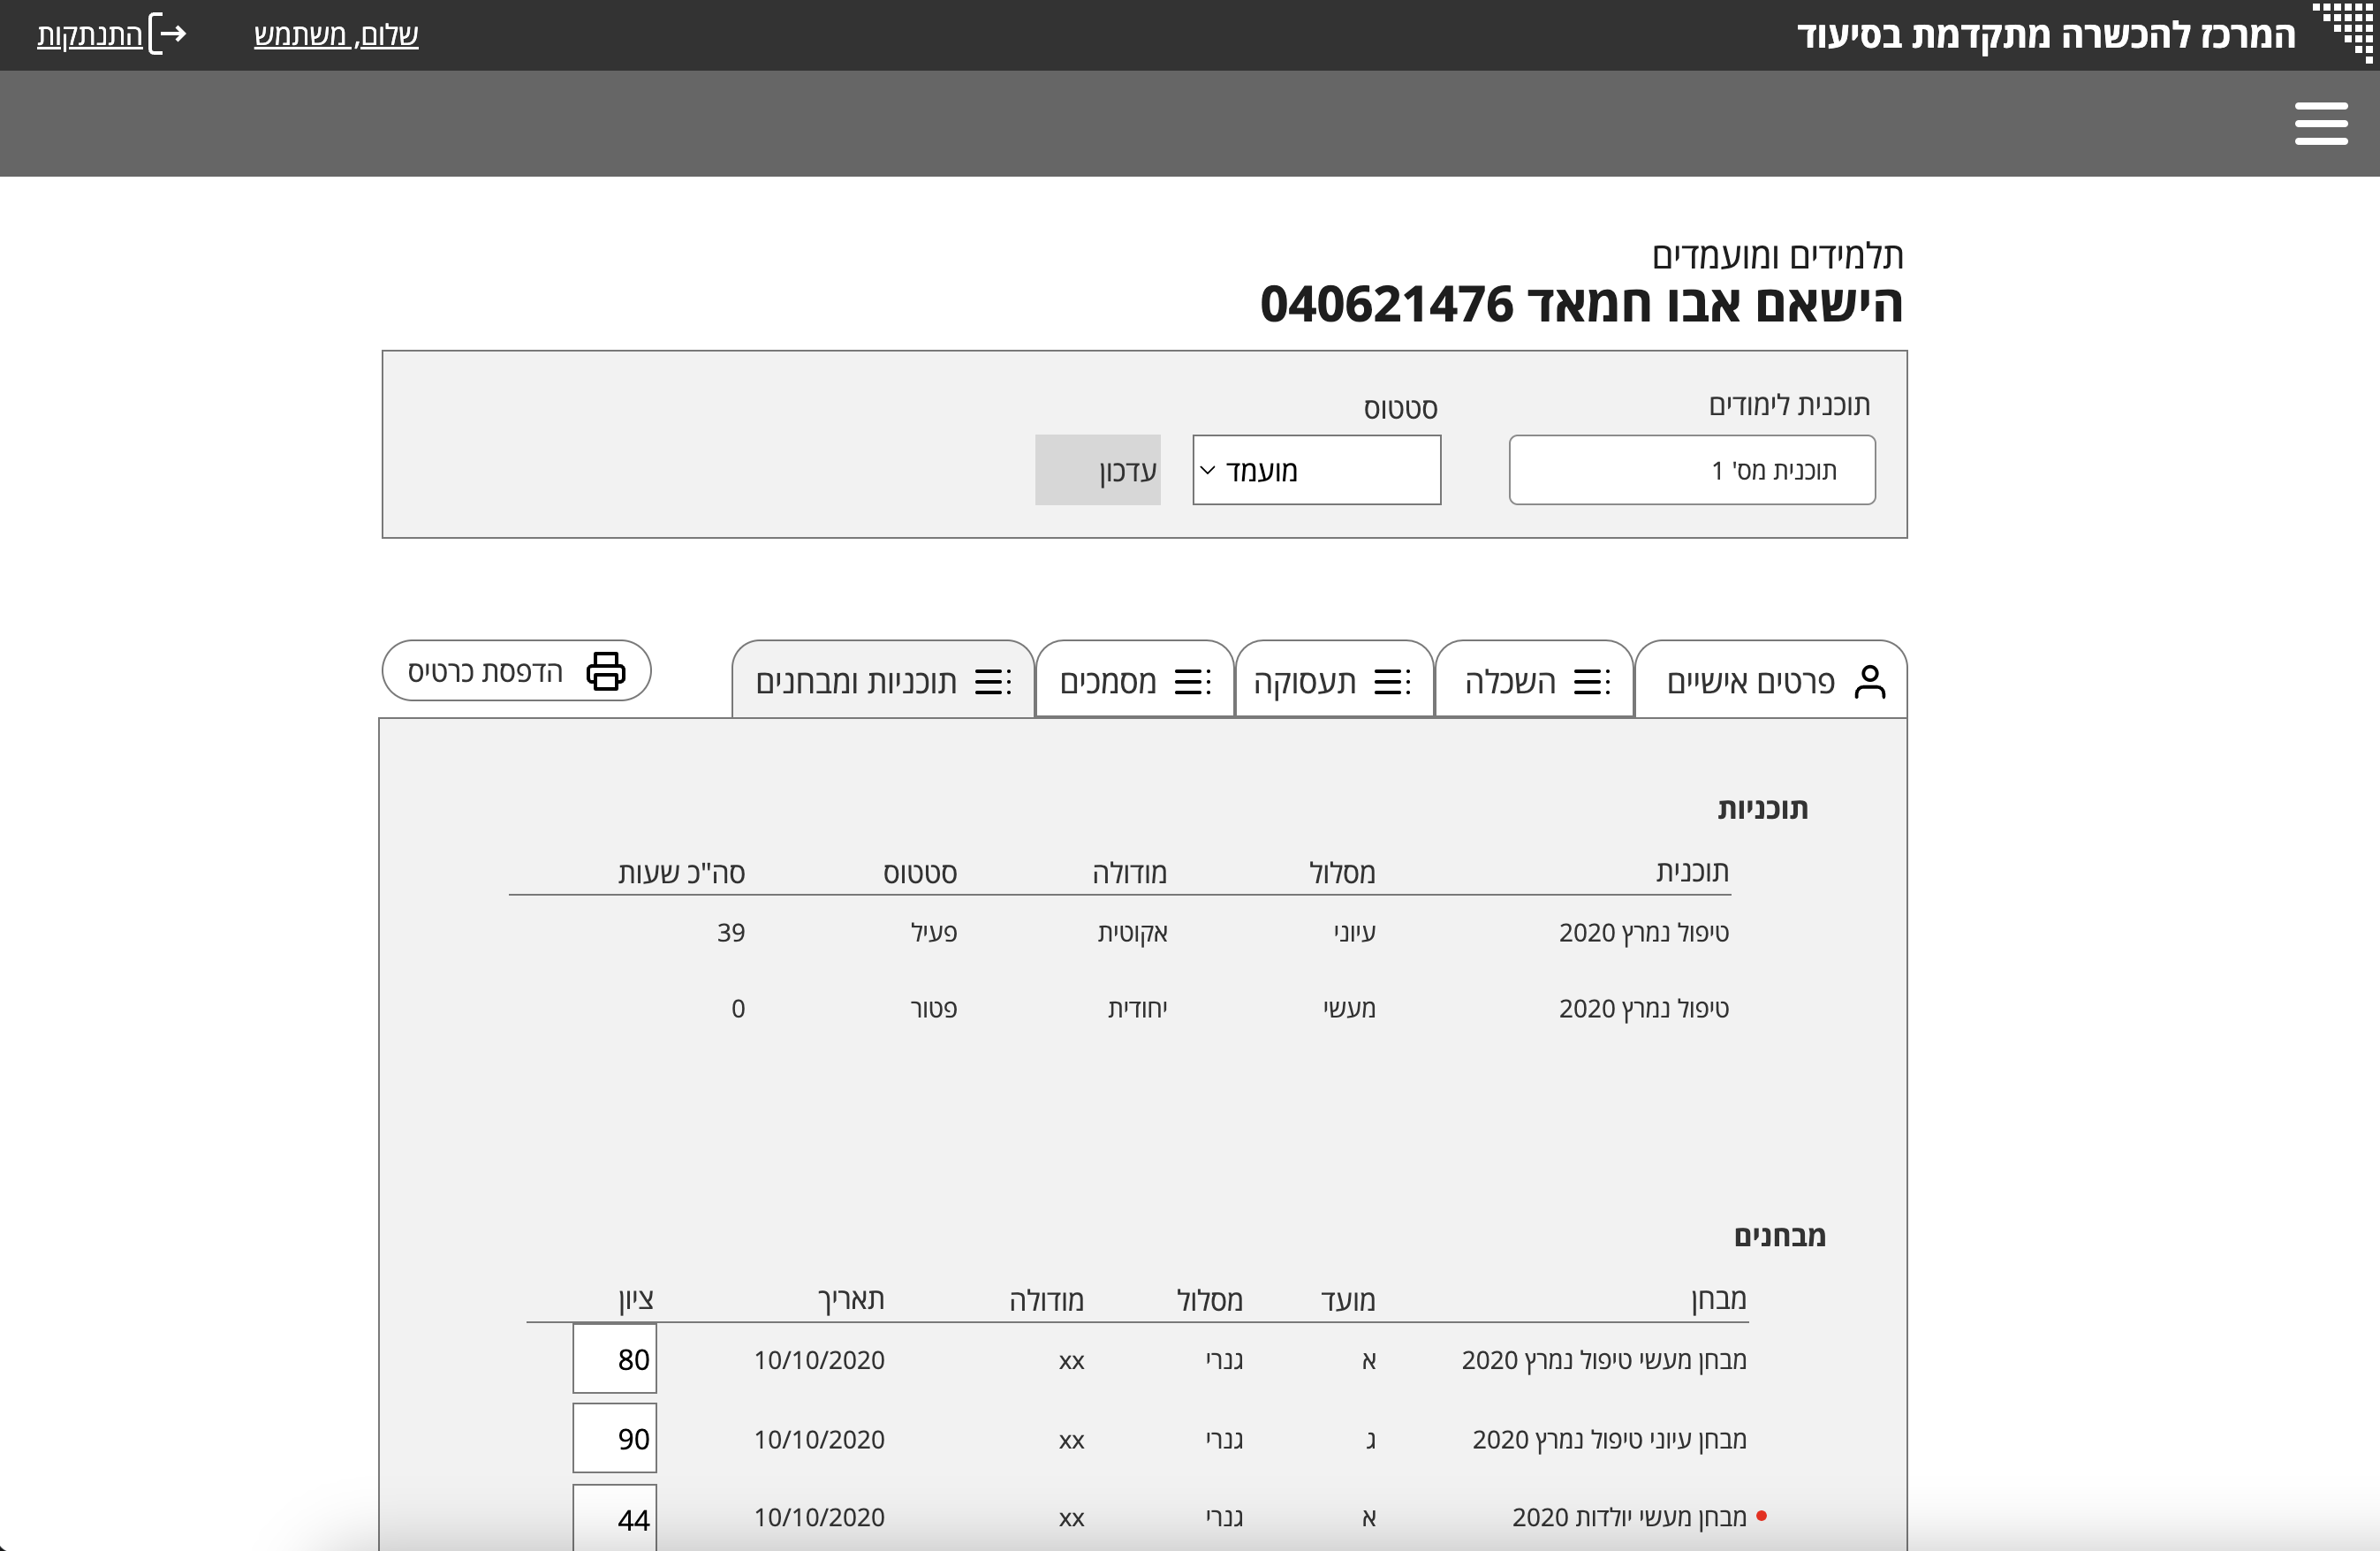 המרכז להכשרה מתקדמת בסיעוד
שלום, משתמש
התנתקות
תלמידים ומועמדים
הישאם אבו חמאד 040621476
תוכנית לימודים
סטטוס
תוכנית מס' 1
מועמד
עדכון
פרטים אישיים
השכלה
תעסוקה
מסמכים
תוכניות ומבחנים
הדפסת כרטיס
תוכניות
תוכנית מסלול מודולה סטטוס סה"כ שעות
טיפול נמרץ 2020 עיוני אקוטית פעיל 39
טיפול נמרץ 2020 מעשי יחודית פטור 0
מבחנים
מבחן מועד מסלול מודולה תאריך ציון
מבחן מעשי טיפול נמרץ 2020 א גנרי xx 10/10/2020 80
מבחן עיוני טיפול נמרץ 2020 ג גנרי xx 10/10/2020 90
מבחן מעשי יולדות 2020 א גנרי xx 10/10/2020 44